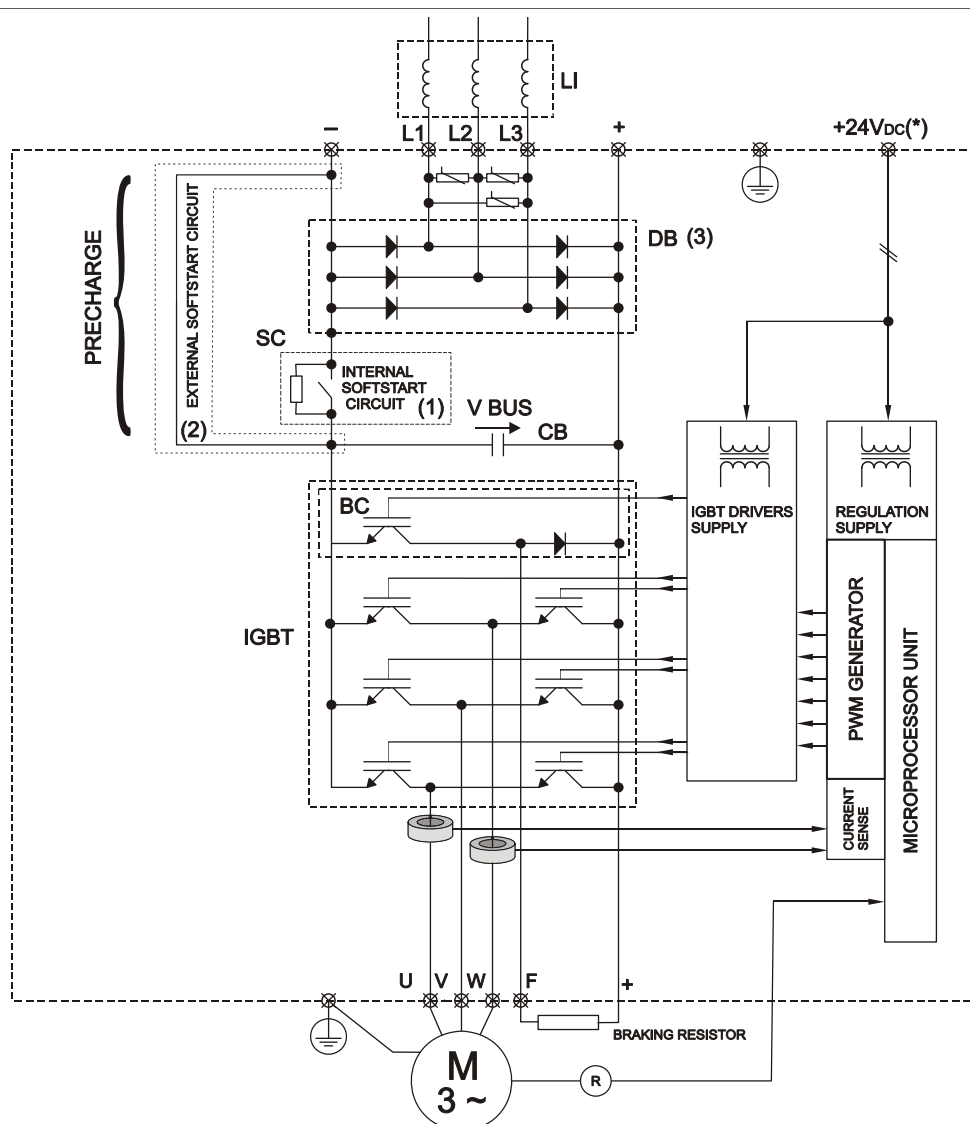 LI
–
L1
L2
L3
+
+24VDC(*)
PRECHARGE
EXTERNAL SOFTSTART CIRCUIT
(2)
DB (3)
SC
INTERNAL
SOFTSTART
CIRCUIT (1)
V BUS
CB
BC
IGBT
IGBT DRIVERS
SUPPLY
REGULATION
SUPPLY
PWM GENERATOR
MICROPROCESSOR UNIT
CURRENT
SENSE
U
V
W
F
+
BRAKING RESISTOR
M
3 ~
R